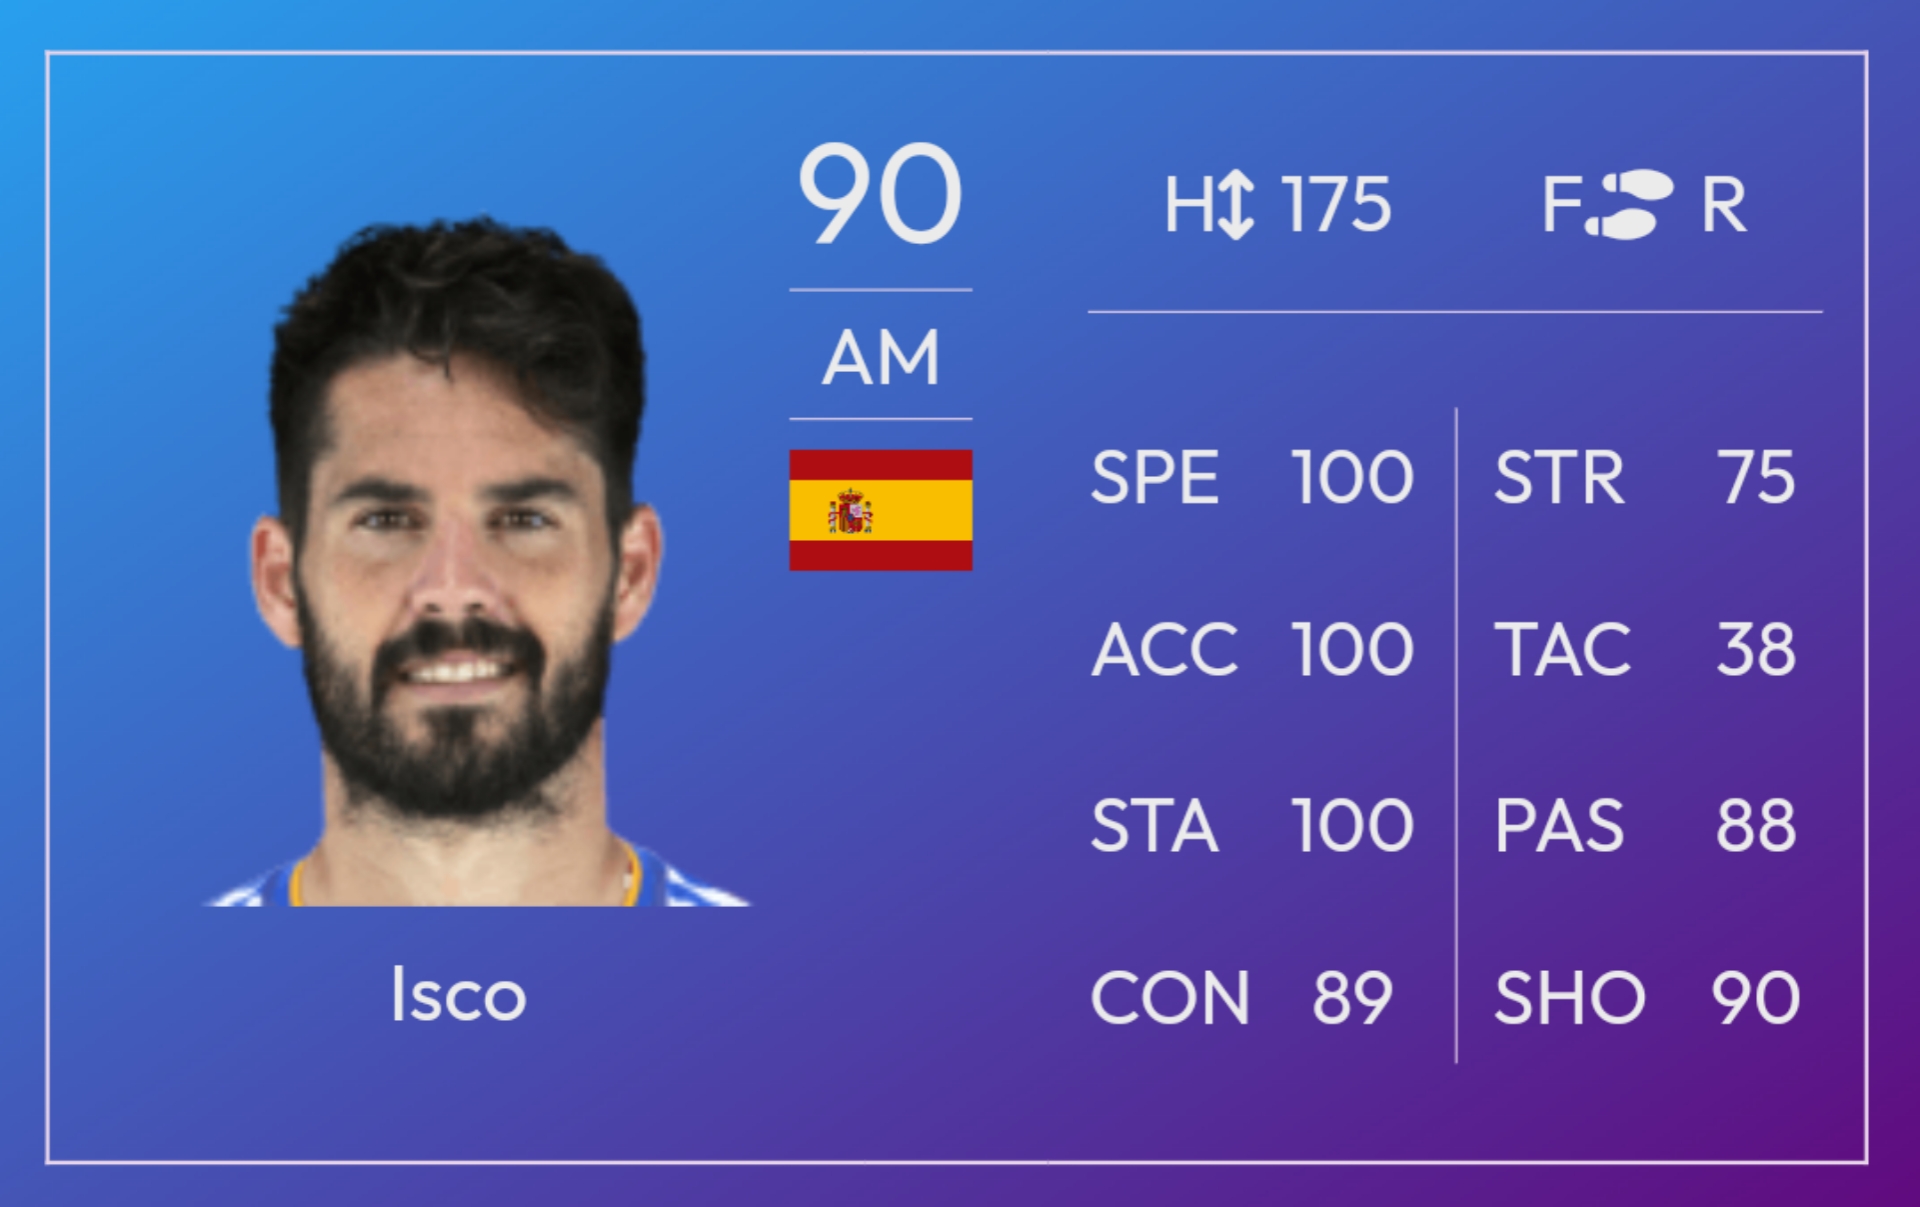 90
AM
Isco
H 175 F R
SPE 100 STR 75
ACC 100 TAC 38
STA 100 PAS 88
CON 89 SHO 90